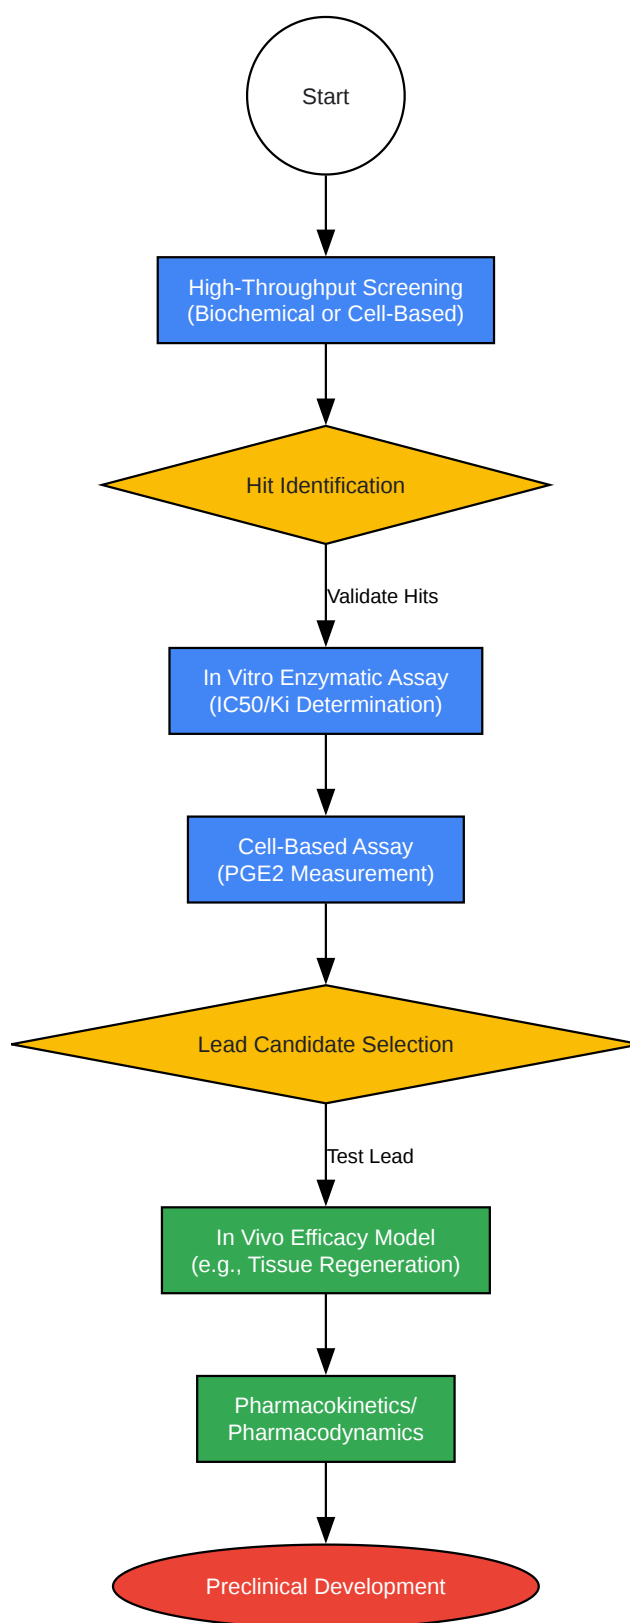 Start
High-Throughput Screening
(Biochemical or Cell-Based)
Hit Identification
Validate Hits
In Vitro Enzymatic Assay
(IC50/Ki Determination)
Cell-Based Assay
(PGE2 Measurement)
Lead Candidate Selection
Test Lead
In Vivo Efficacy Model
(e.g., Tissue Regeneration)
Pharmacokinetics/
Pharmacodynamics
Preclinical Development